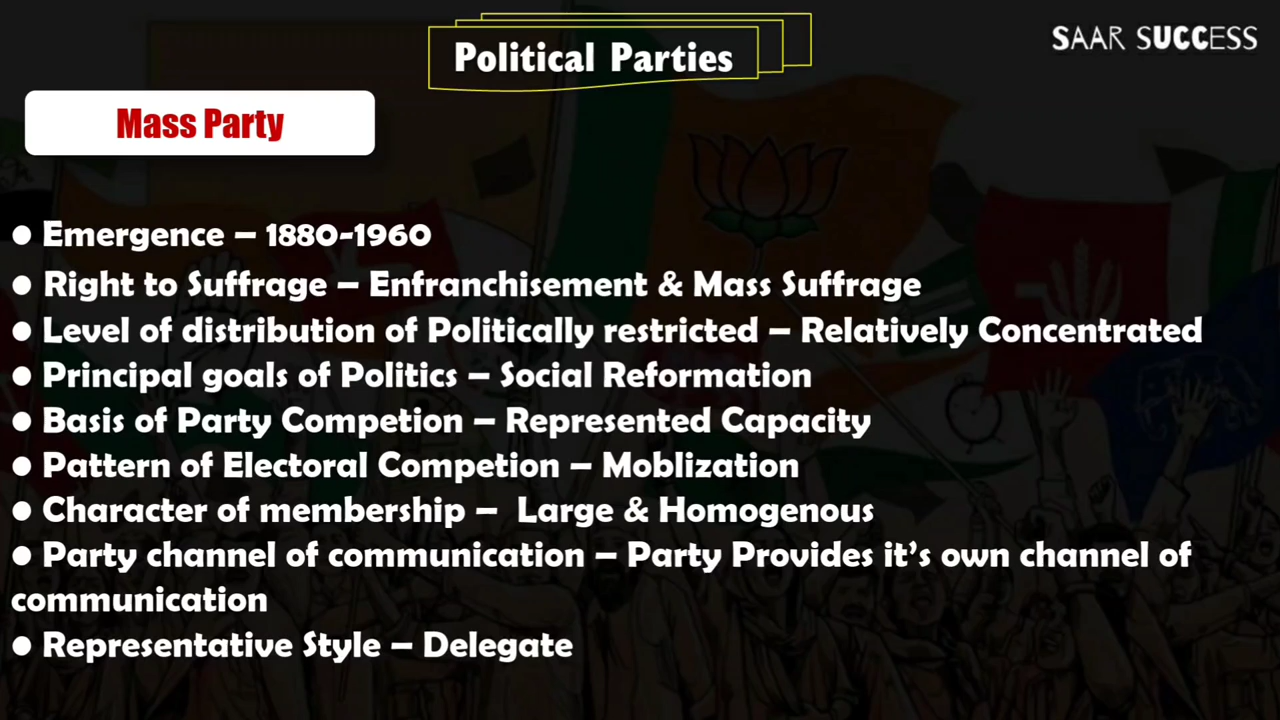 Political Parties
SAAR SUCCESS
Mass Party
● Emergence – 1880-1960
● Right to Suffrage – Enfranchisement & Mass Suffrage
● Level of distribution of Politically restricted – Relatively Concentrated
● Principal goals of Politics – Social Reformation
● Basis of Party Competion – Represented Capacity
● Pattern of Electoral Competion – Moblization
● Character of membership – Large & Homogenous
● Party channel of communication – Party Provides it's own channel of
communication
● Representative Style – Delegate